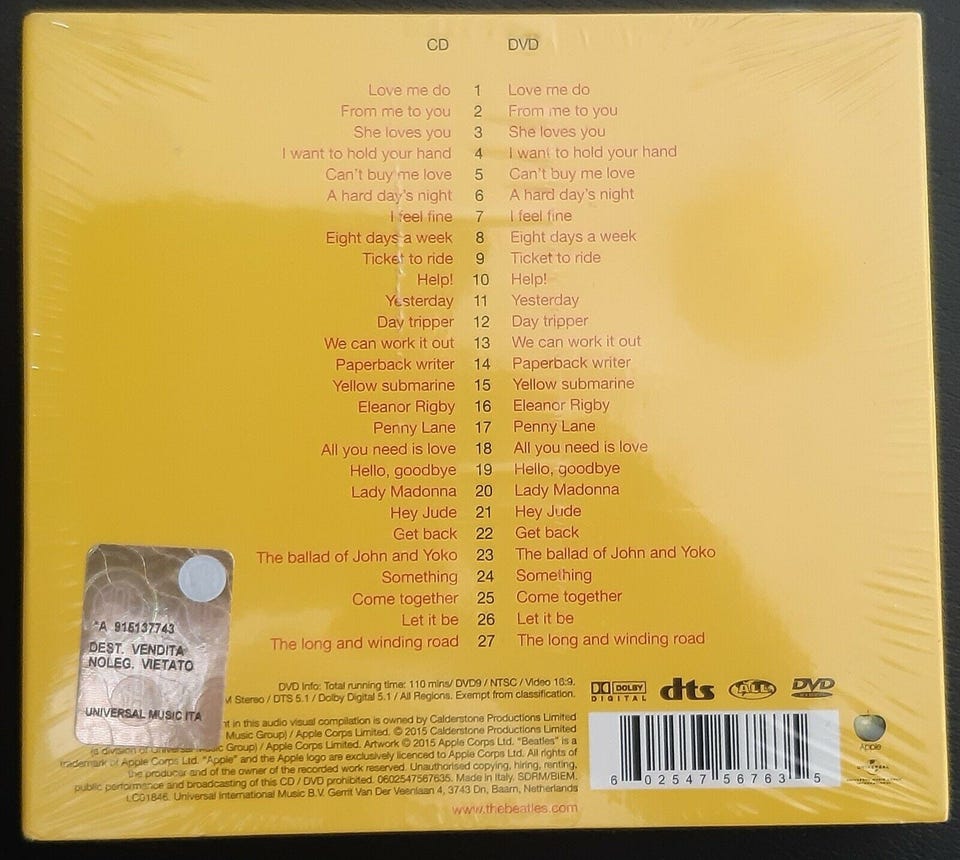 CD DVD
Love me do 1 Love me do
From me to you 2 From me to you
She loves you 3 She loves you
I want to hold your hand 4 I want to hold your hand
Can't buy me love 5 Can't buy me love
A hard day's night 6 A hard day's night
I feel fine 7 I feel fine
Eight days a week 8 Eight days a week
Ticket to ride 9 Ticket to ride
Help! 10 Help!
Yesterday 11 Yesterday
Day tripper 12 Day tripper
We can work it out 13 We can work it out
Paperback writer 14 Paperback writer
Yellow submarine 15 Yellow submarine
Eleanor Rigby 16 Eleanor Rigby
Penny Lane 17 Penny Lane
All you need is love 18 All you need is love
Hello, goodbye 19 Hello, goodbye
Lady Madonna 20 Lady Madonna
Hey Jude 21 Hey Jude
Get back 22 Get back
The ballad of John and Yoko 23 The ballad of John and Yoko
Something 24 Something
Come together 25 Come together
Let it be 26 Let it be
The long and winding road 27 The long and winding road
*A 915137743
DEST. VENDITA
NOLEG. VIETATO
UNIVERSAL MUSIC ITA
DVD Info: Total running time: 110 mins/ DVD9 / NTSC / Video 16:9.
M Stereo / DTS 5.1 / Dolby Digital 5.1 / All Regions. Exempt from classification.
in this audio visual compilation is owned by Calderstone Productions Limited
Music Group) / Apple Corps Limited. © 2015 Calderstone Productions Limited
(a division of Universal Music Group) / Apple Corps Limited. Artwork © 2015 Apple Corps Ltd. "Beatles" is a
trademark of Apple Corps Ltd. "Apple" and the Apple logo are exclusively licenced to Apple Corps Ltd. All rights of
the producer and of the owner of the recorded work reserved. Unauthorised copying, hiring, renting,
public performance and broadcasting of this CD / DVD prohibited. 0602547567635. Made in Italy. SDRM/BIEM.
LC01846. Universal International Music B.V. Gerrit Van Der Veenlaan 4, 3743 Dn, Baarn, Netherlands
www.thebeatles.com
DOLBY
DIGITAL
dts
ALL
DVD
6 02547 56763 5
Apple
UNIVERSAL